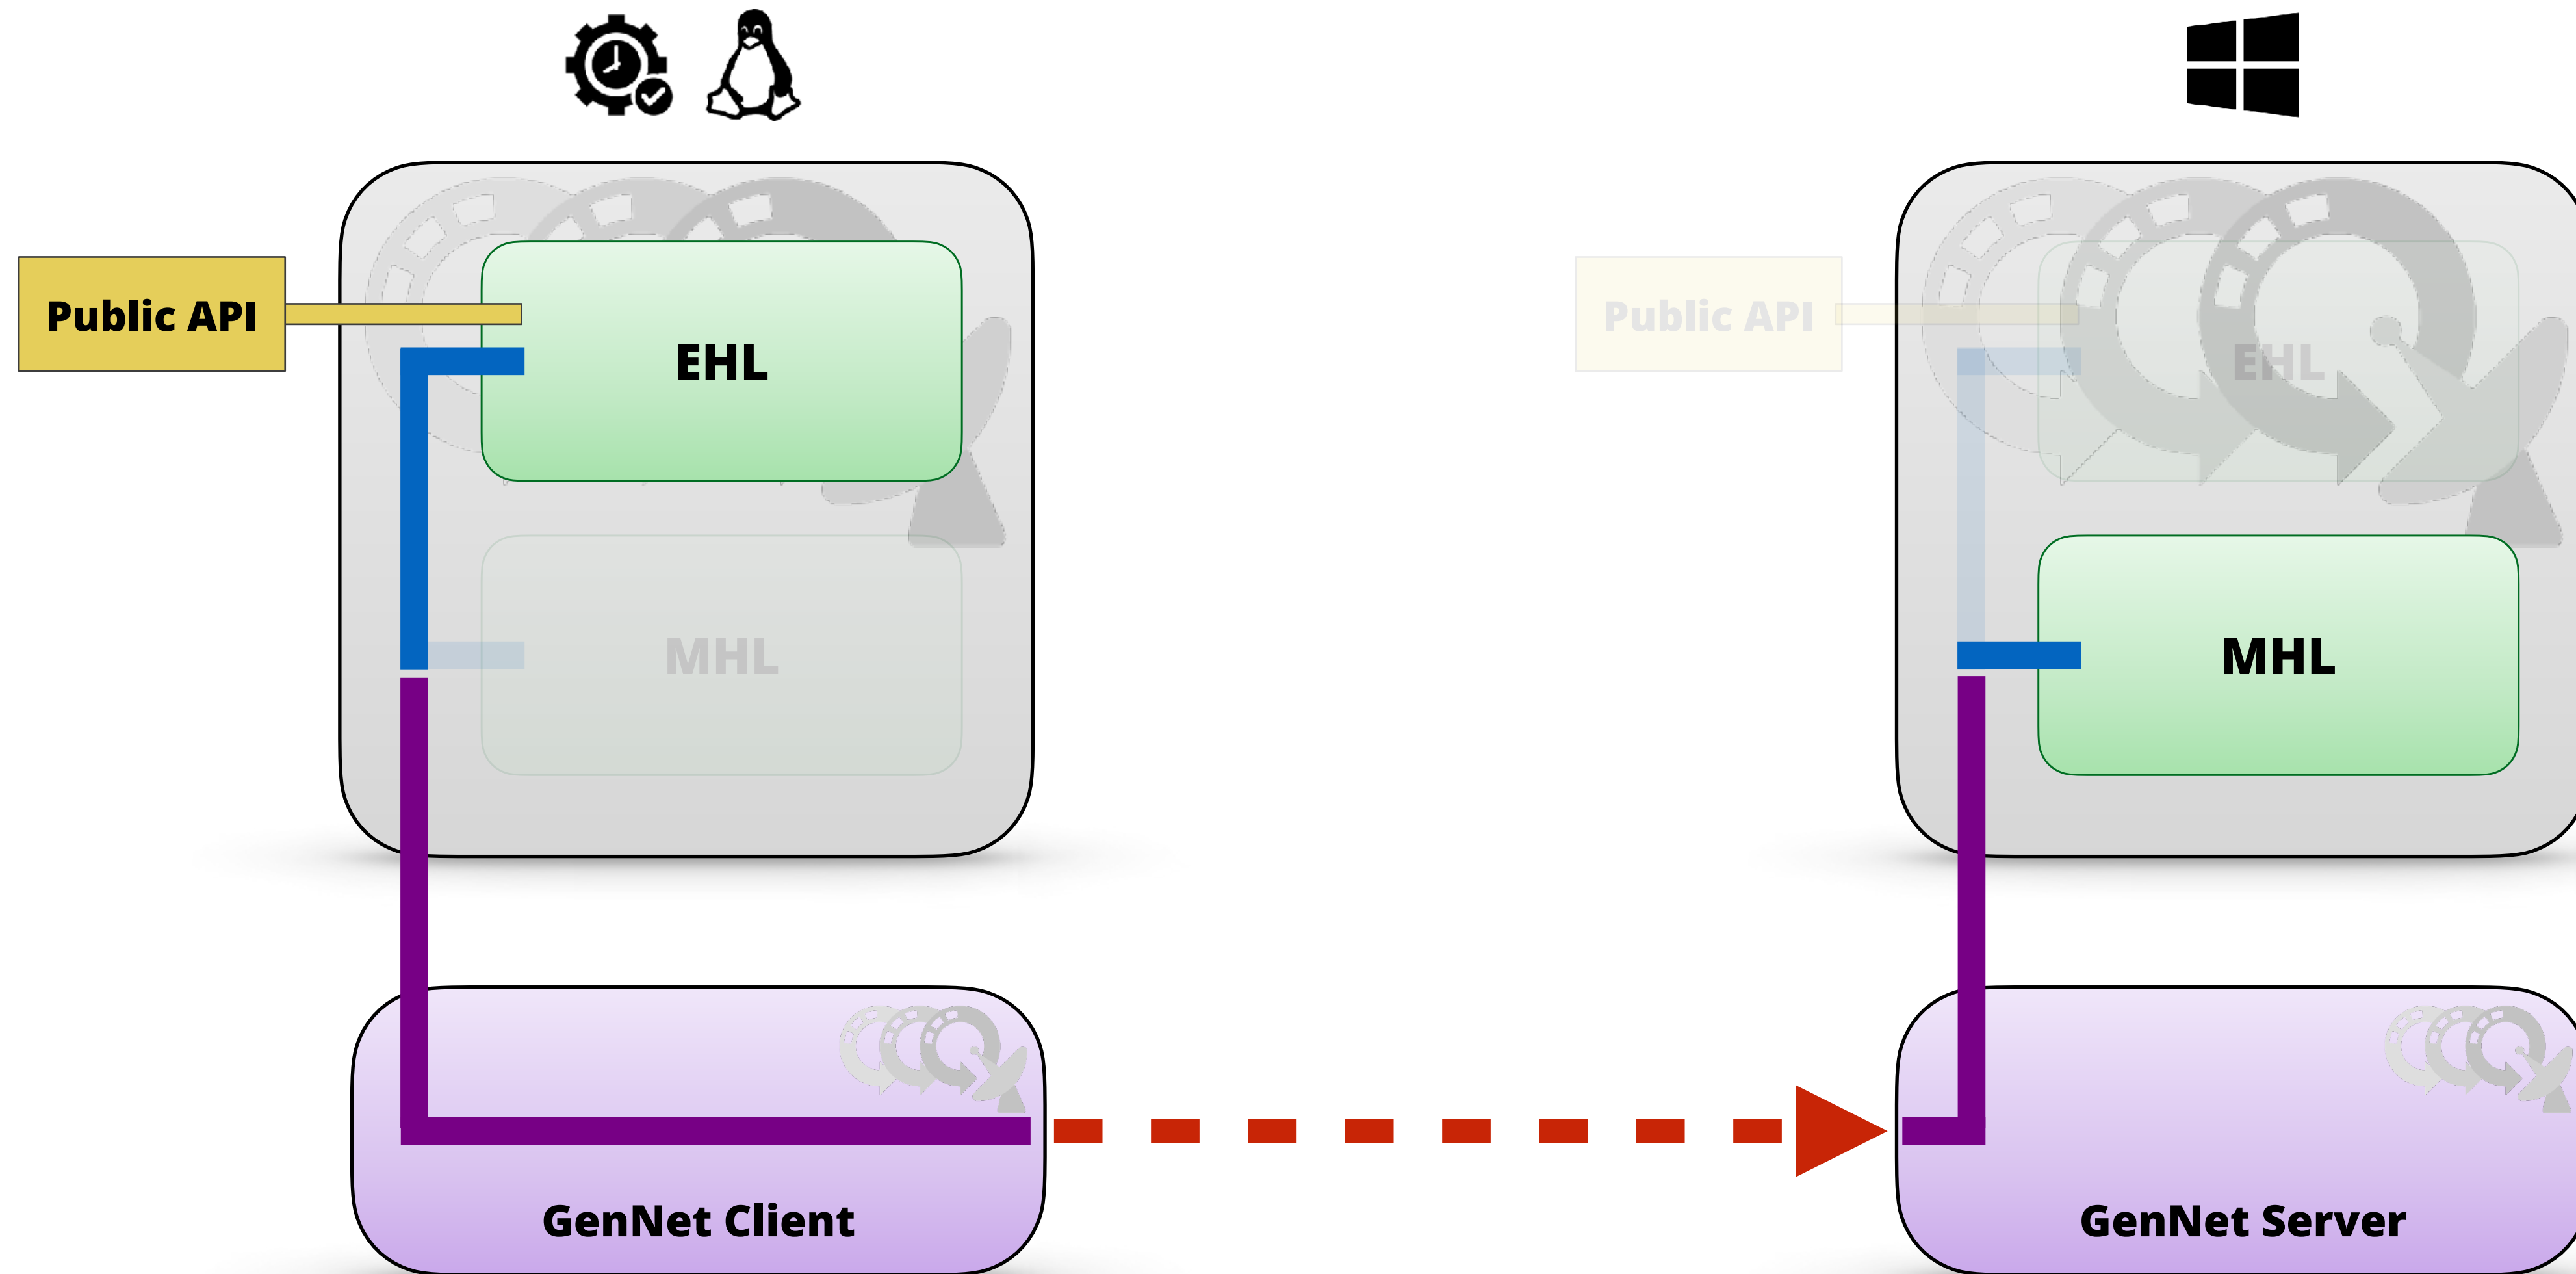 Public API
EHL
MHL
GenNet Client
Public API
EHL
MHL
GenNet Server